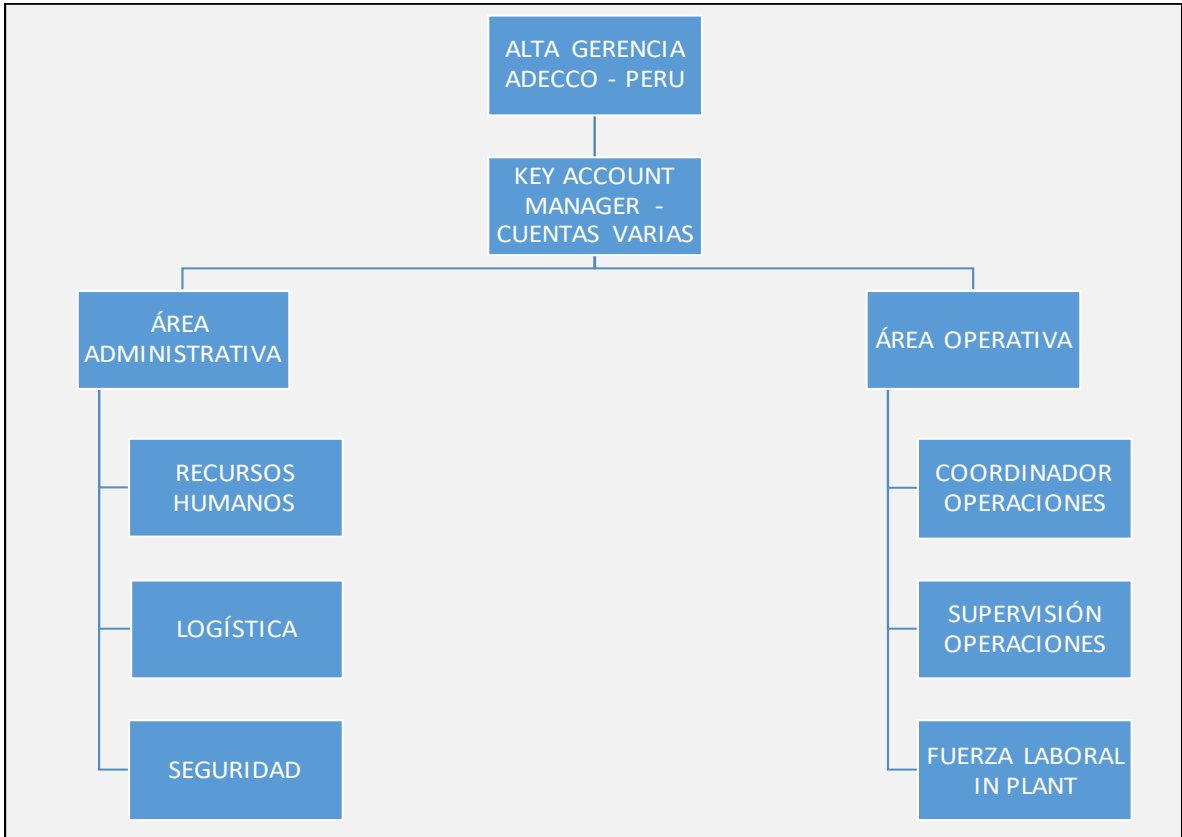 ALTA GERENCIA
ADECCO - PERU
KEY ACCOUNT
MANAGER -
CUENTAS VARIAS
ÁREA
ADMINISTRATIVA
ÁREA OPERATIVA
RECURSOS
HUMANOS
COORDINADOR
OPERACIONES
LOGÍSTICA
SUPERVISIÓN
OPERACIONES
SEGURIDAD
FUERZA LABORAL
IN PLANT